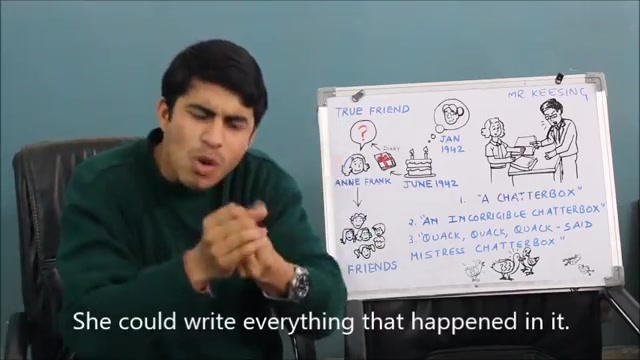 MR KEESING
TRUE FRIEND
?
DIARY
JAN
1942
ANNE FRANK
JUNE 1942
1. "A CHATTERBOX"
2. "AN INCORRIGIBLE CHATTERBOX"
3. "QUACK, QUACK, QUACK - SAID
MISTRESS CHATTERBOX"
FRIENDS
She could write everything that happened in it.